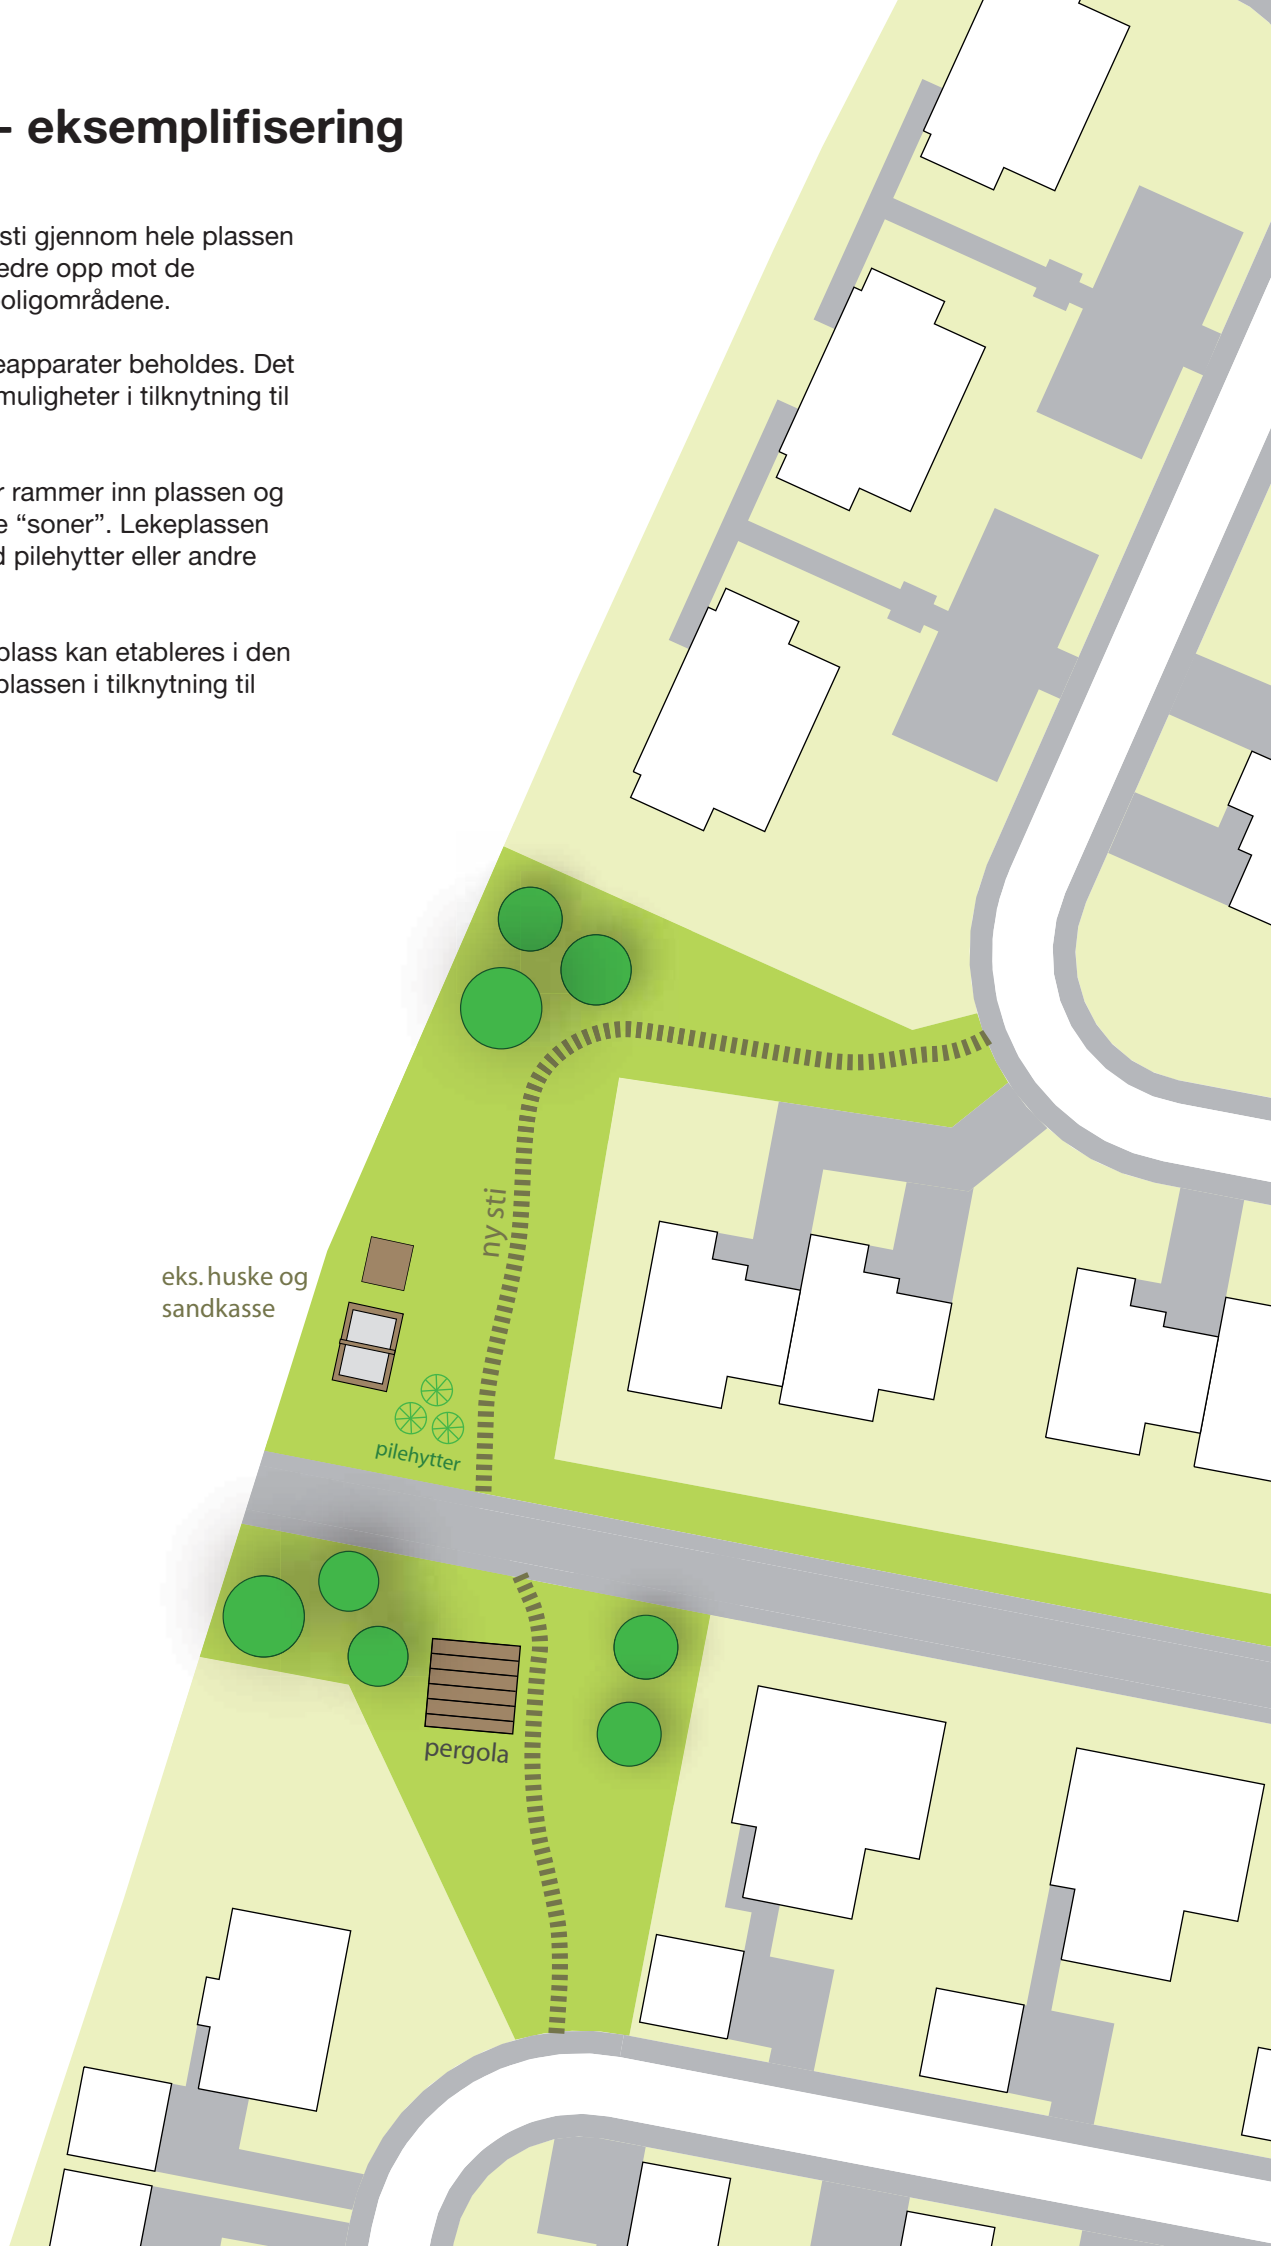 - eksemplifisering
sti gjennom hele plassen
edre opp mot de
oligområdene.
eapparater beholdes. Det
muligheter i tilknytning til
r rammer inn plassen og
e “soner”. Lekeplassen
d pilehytter eller andre
plass kan etableres i den
plassen i tilknytning til
ny sti
eks. huske og
sandkasse
pilehytter
pergola